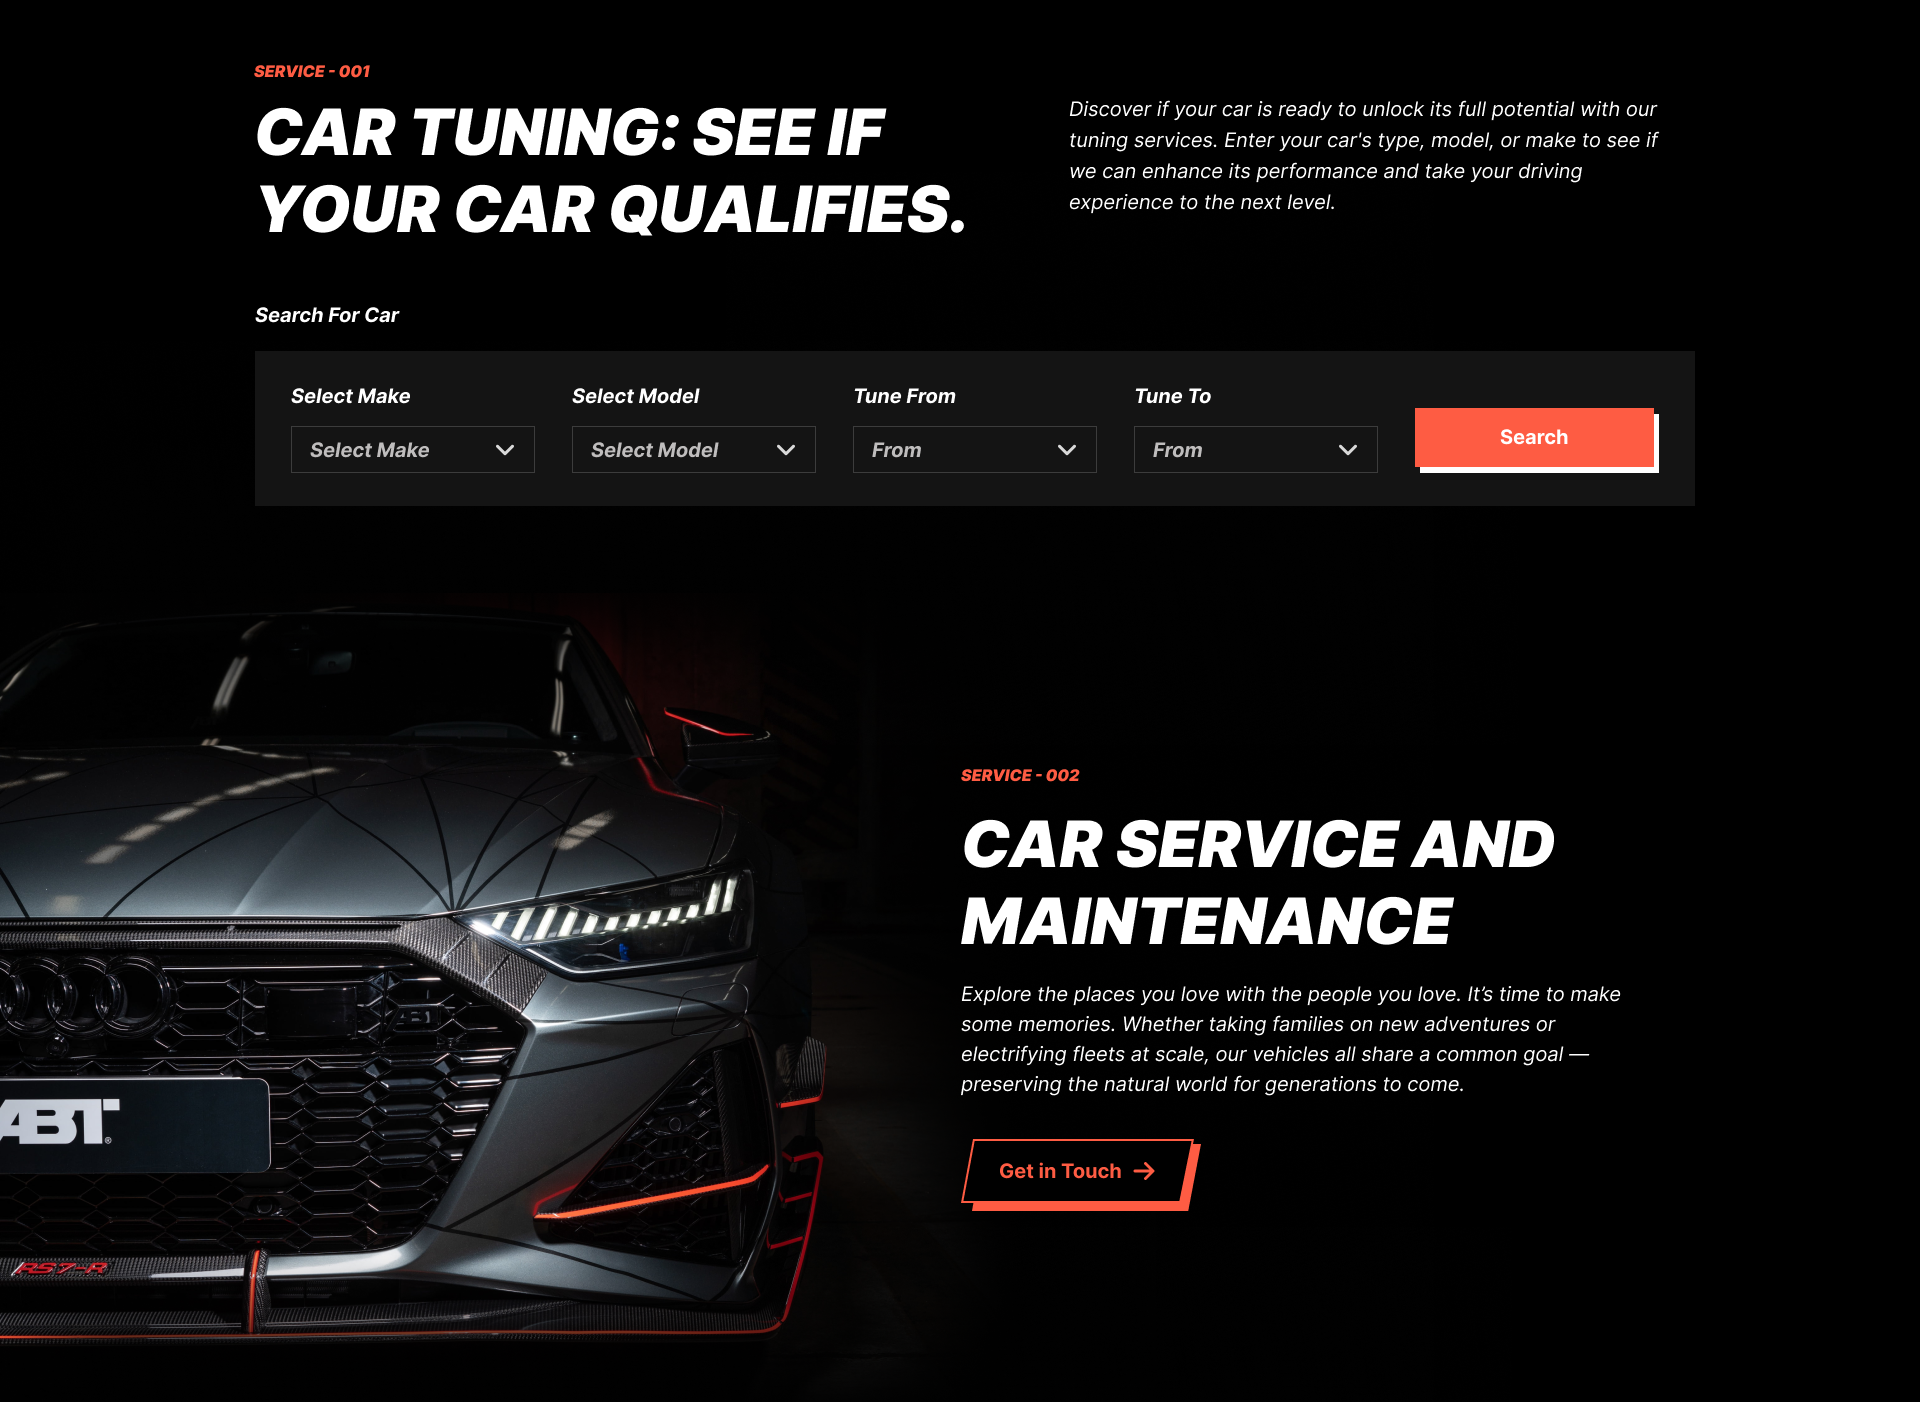 SERVICE - 001
CAR TUNING: SEE IF
YOUR CAR QUALIFIES.
Discover if your car is ready to unlock its full potential with our
tuning services. Enter your car's type, model, or make to see if
we can enhance its performance and take your driving
experience to the next level.
Search For Car
Select Make
Select Model
Tune From
Tune To
Select Make
Select Model
From
From
Search
SERVICE - 002
CAR SERVICE AND
MAINTENANCE
Explore the places you love with the people you love. It’s time to make
some memories. Whether taking families on new adventures or
electrifying fleets at scale, our vehicles all share a common goal —
preserving the natural world for generations to come.
Get in Touch
ABT
ABT®
RS7-R